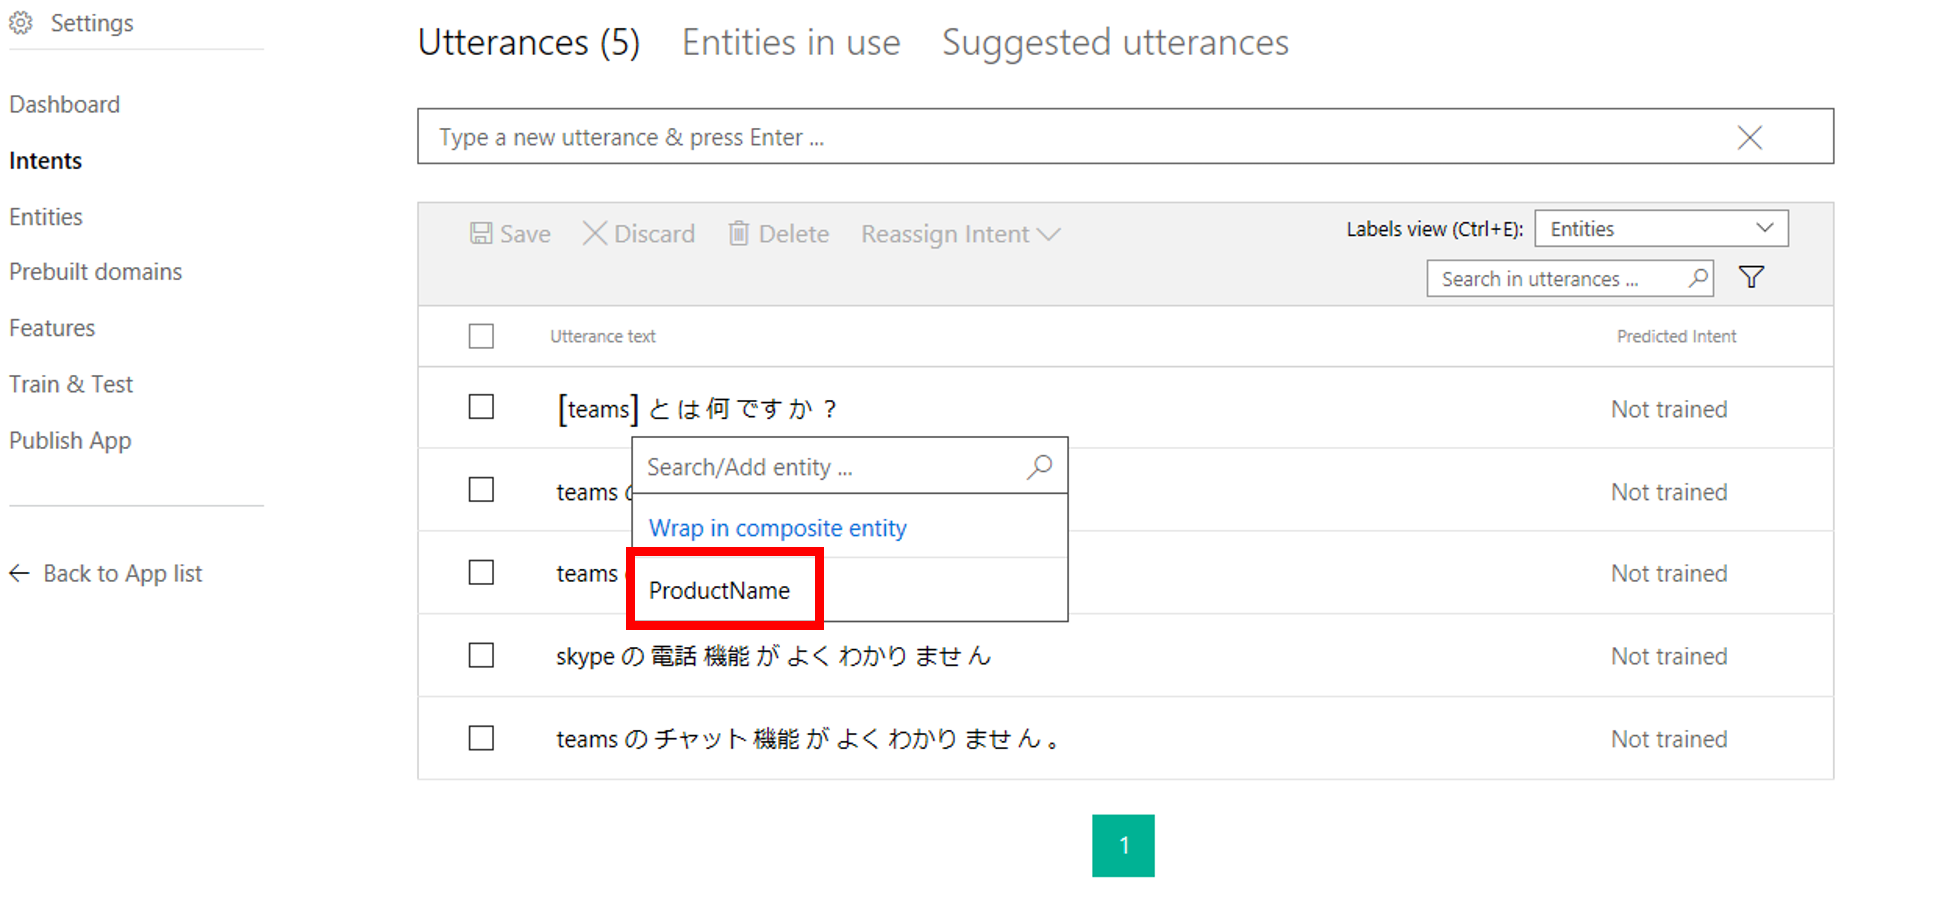 Settings
Dashboard
Intents
Entities
Prebuilt domains
Features
Train & Test
Publish App
Back to App list
Utterances (5) Entities in use Suggested utterances
Type a new utterance & press Enter ...
Save Discard Delete Reassign Intent Labels view (Ctrl+E): Entities
Search in utterances ...
Utterance text Predicted Intent
[teams] と は 何 です か ? Not trained
Search/Add entity ...
teams Not trained
Wrap in composite entity
teams Not trained
ProductName
skype の 電話 機能 が よく わかり ませ ん Not trained
teams の チャット 機能 が よく わかり ませ ん 。 Not trained
1